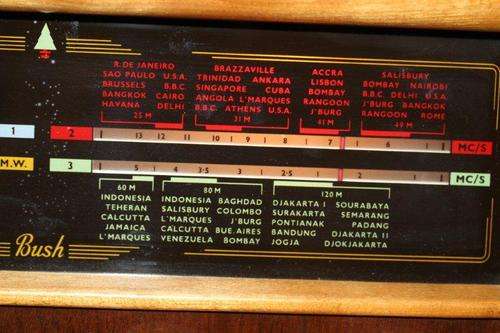 R. DE JANEIRO
SAO PAULO U.S.A.
BRUSSELS B.B.C.
BANGKOK CAIRO
HAVANA DELHI
25 M
BRAZZAVILLE
TRINIDAD ANKARA
SINGAPORE CUBA
ANGOLA L'MARQUES
B.B.C. ATHENS U.S.A.
31 M
ACCRA
LISBON
BOMBAY
RANGOON
J'BURG
41 M
SALISBURY
BOMBAY NAIROBI
B.B.C. DELHI U.S.A.
J'BURG BANGKOK
RANGOON ROME
49 M
1 2 13 12 11 10 9 8 7 6 MC/S
M.W. 3 5 4 3·5 3 2·5 2 MC/S
60 M
INDONESIA
TEHERAN
CALCUTTA
JAMAICA
L'MARQUES
80 M
INDONESIA BAGHDAD
SALISBURY COLOMBO
L'MARQUES J'BURG
CALCUTTA BUE AIRES
VENEZUELA BOMBAY
120 M
DJAKARTA I SOURABAYA
SURAKARTA SEMARANG
PONTIANAK PADANG
BANDUNG DJAKARTA II
JOGJA DJOKJAKARTA
Bush